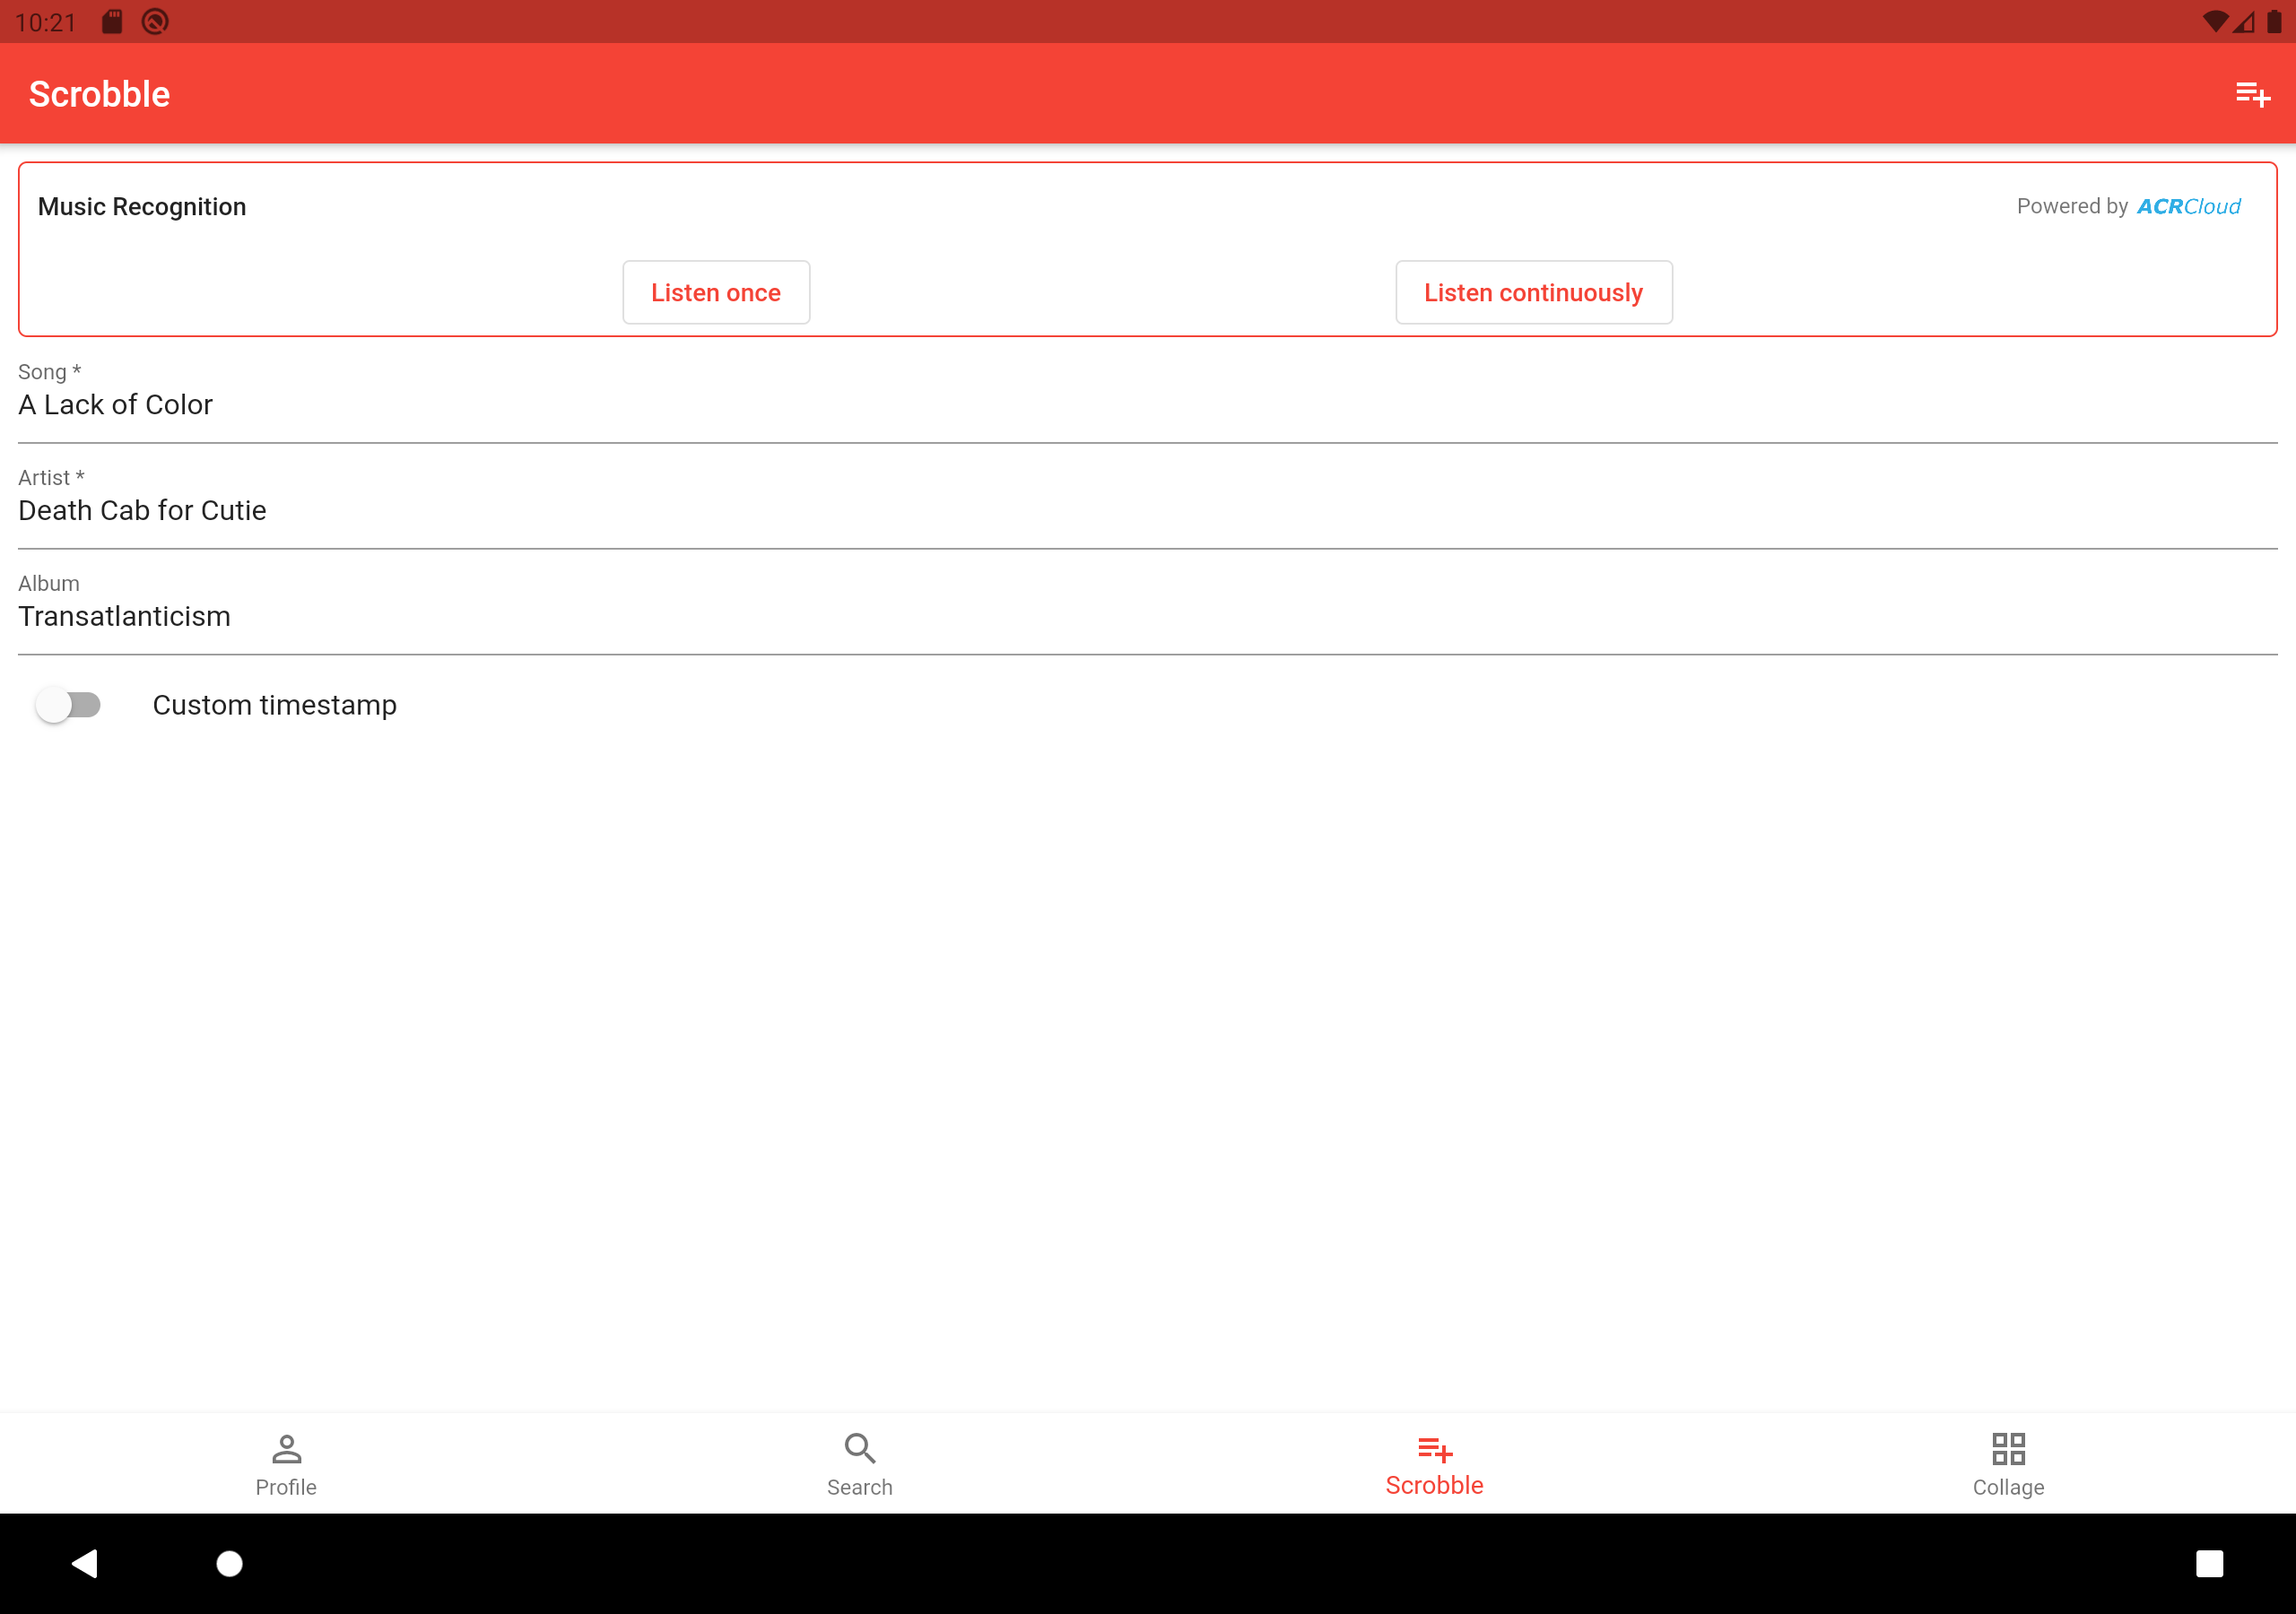 10:21
Scrobble
Music Recognition
Powered by ACRCloud
Listen once
Listen continuously
Song *
A Lack of Color
Artist *
Death Cab for Cutie
Album
Transatlanticism
Custom timestamp
Profile
Search
Scrobble
Collage